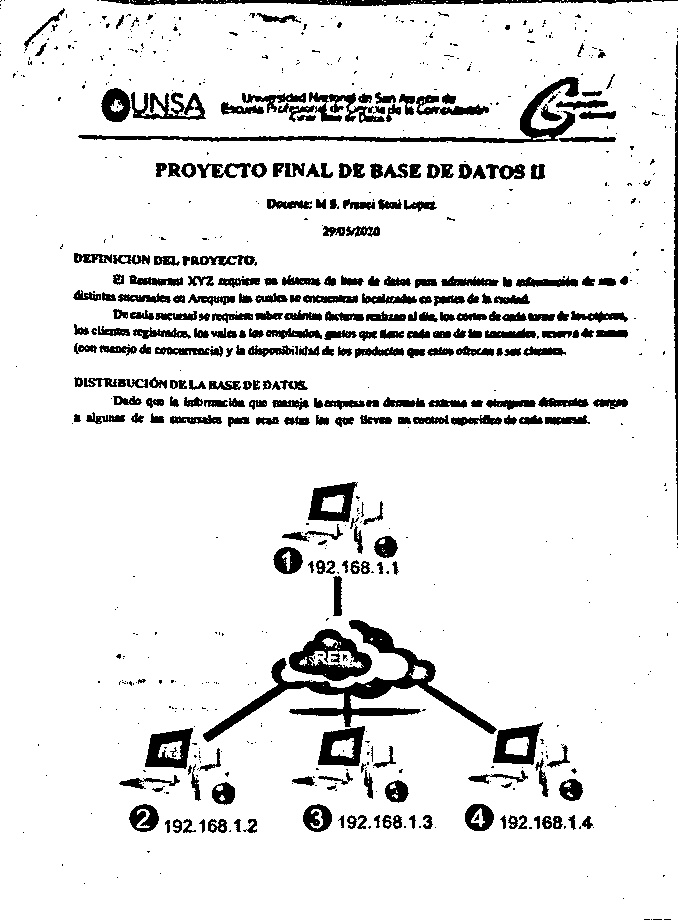 UNSA
Universidad Nacional de San Agustín de
Escuela Profesional de Ciencia de la Computación
Curso Base de Datos II
PROYECTO FINAL DE BASE DE DATOS II
Docente: M S. Franci Suni Lopez
29/05/2020
DEFINICION DEL PROYECTO.
El Restaurant XYZ requiere un sistema de base de datos para administrar la información de sus 4
distintas sucursales en Arequipa las cuales se encuentran localizadas en partes de la ciudad.
De cada sucursal se requiere saber cuántas facturas realizan al día, los cortes de cada turno de los cajeros,
los clientes registrados, los vales a los empleados, gastos que tiene cada una de las sucursales, reserva de mesas
(con manejo de concurrencia) y la disponibilidad de los productos que estos ofrecen a sus clientes.
DISTRIBUCIÓN DE LA BASE DE DATOS.
Dado que la información que maneja la empresa en demasía extensa se otorgaran diferentes cargos
a algunas de las sucursales para sean estas las que lleven un control específico de cada sucursal.
1 192.168.1.1
RED
2 192.168.1.2
3 192.168.1.3
4 192.168.1.4